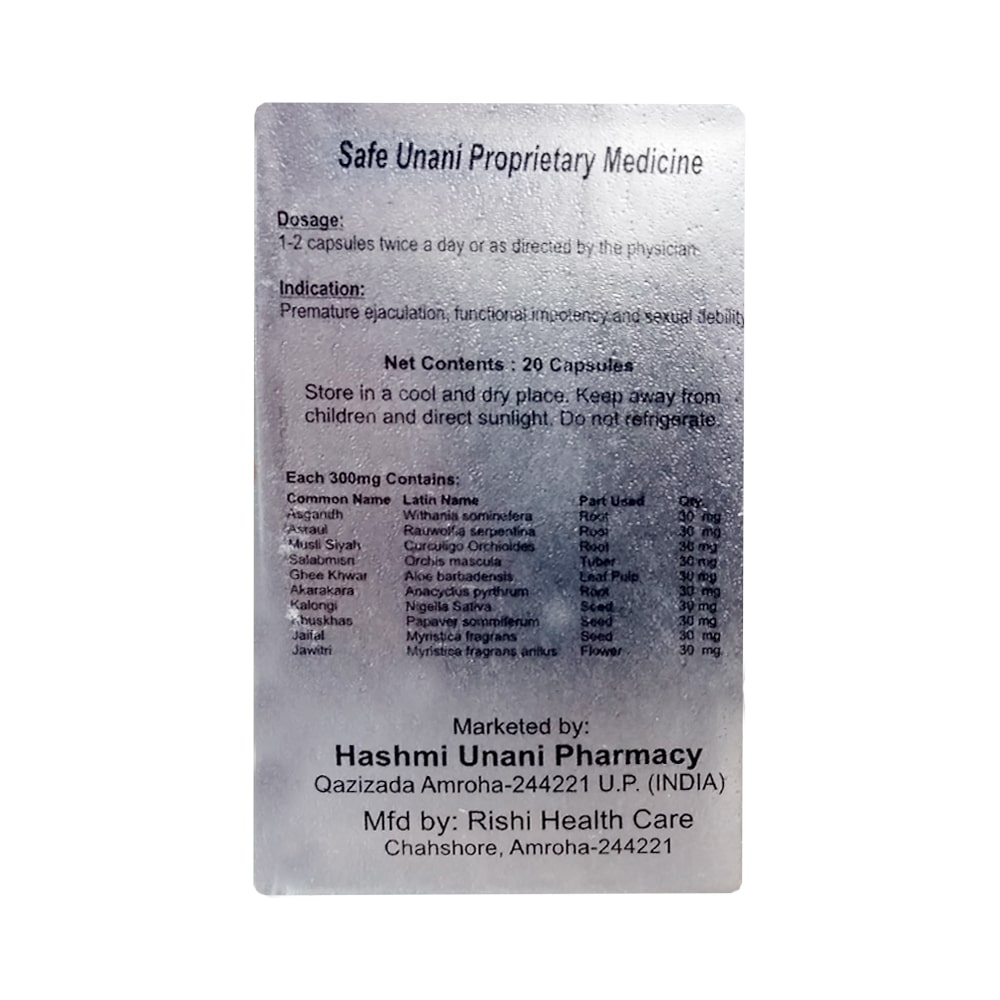 Safe Unani Proprietary Medicine
Dosage:
1-2 capsules twice a day or as directed by the physician
Indication:
Premature ejaculation, functional impotency and sexual debility
Net Contents : 20 Capsules
Store in a cool and dry place. Keep away from
children and direct sunlight. Do not refrigerate.
Each 300mg Contains:
Common Name Latin Name Part Used Qty.
Asgandh Withania sominefera Root 30 mg
Asraul Rauwolfia serpentina Root 30 mg
Musli Siyah Curculigo Orchioides Root 30 mg
Salabmisri Orchis mascula Tuber 30 mg
Ghee Khwar Aloe barbadensis Leaf Pulp 30 mg
Akarakara Anacyclus pyrthrum Root 30 mg
Kalongi Nigella Sativa Seed 30 mg
Khuskhas Papaver sommiferum Seed 30 mg
Jaifal Myristica fragrans Seed 30 mg
Jawitri Myristica fragrans arillus Flower 30 mg
Marketed by:
Hashmi Unani Pharmacy
Qazizada Amroha-244221 U.P. (INDIA)
Mfd by: Rishi Health Care
Chahshore, Amroha-244221